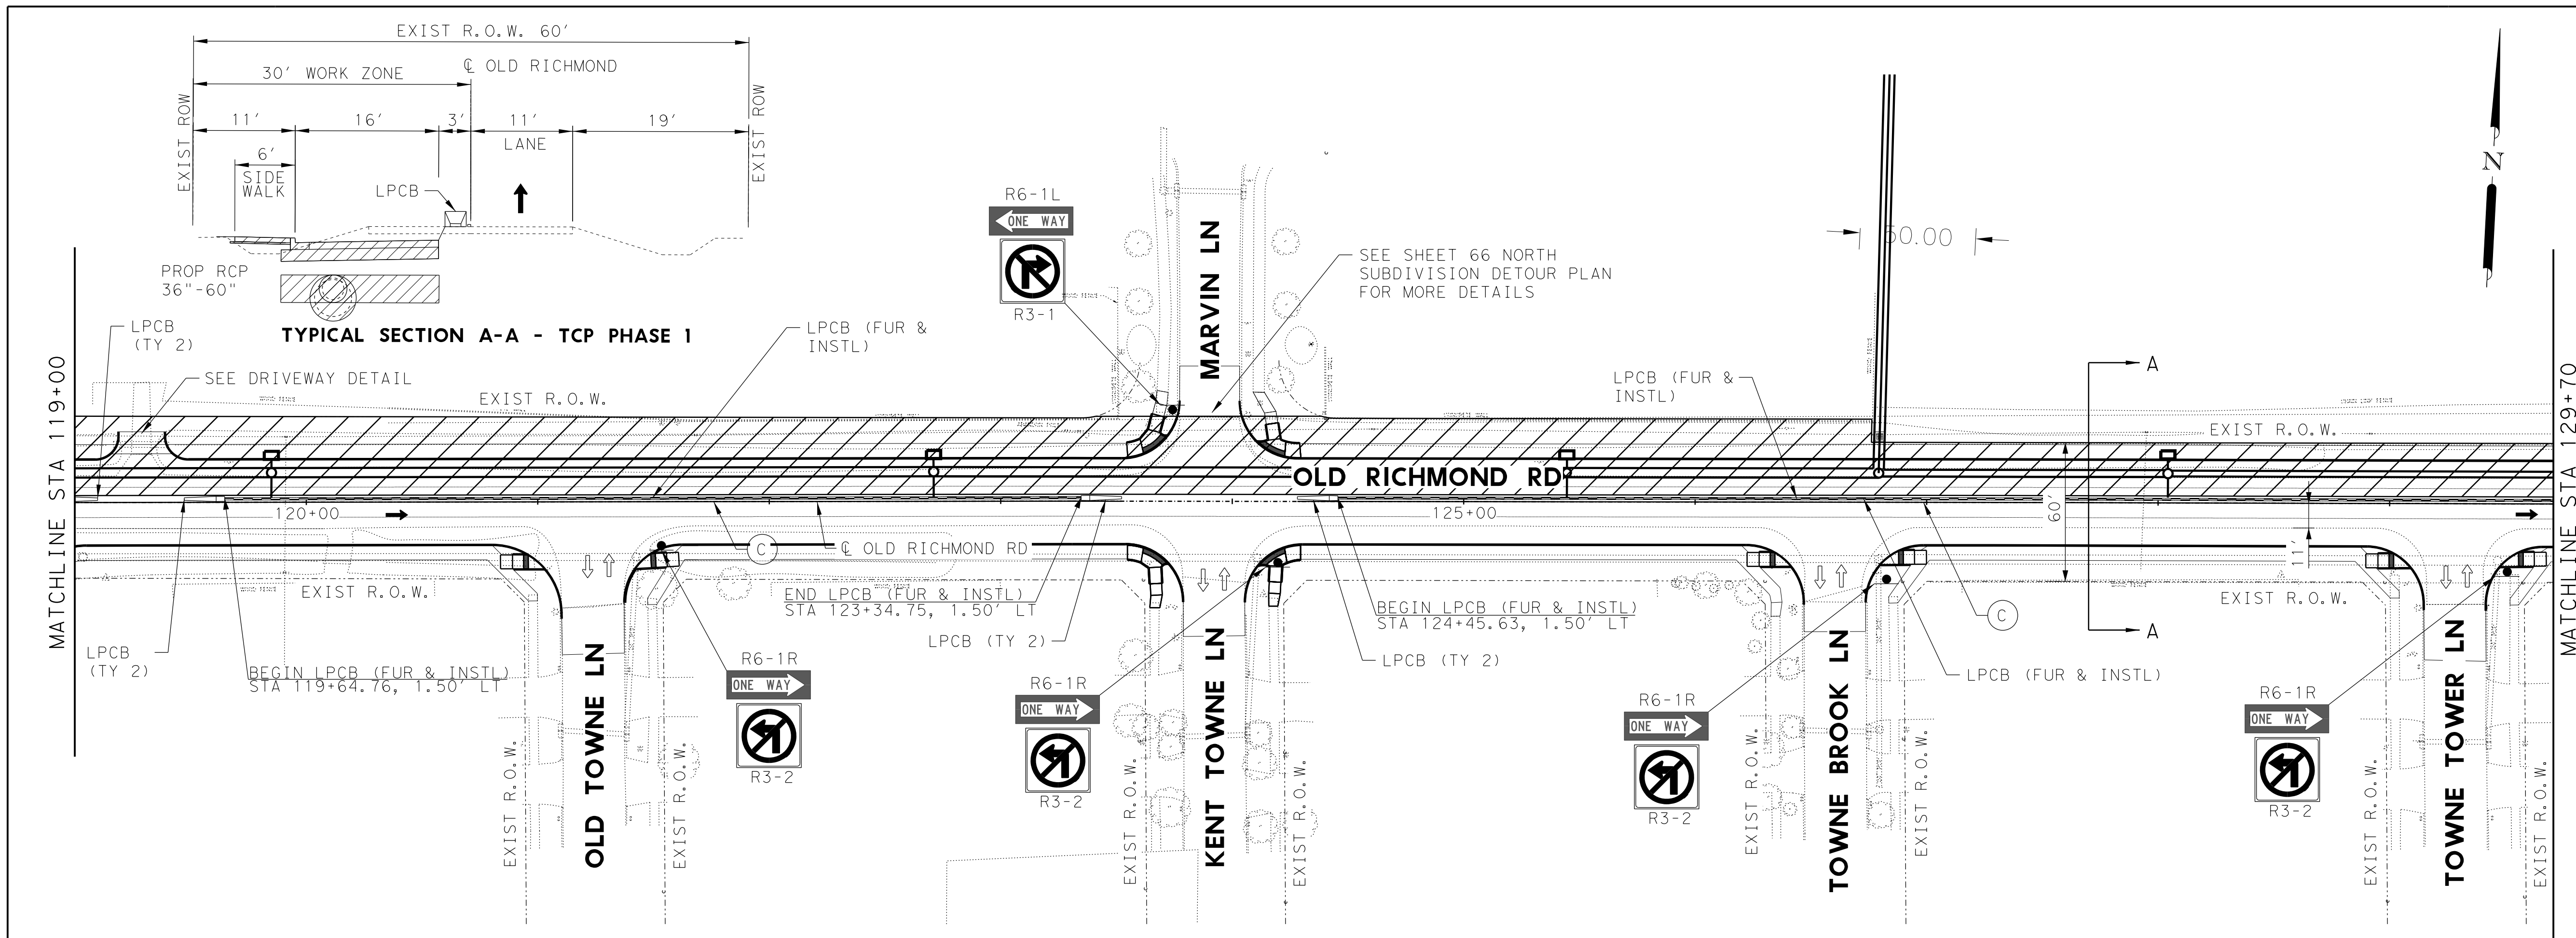 EXIST R.O.W. 60'
30' WORK ZONE
℄ OLD RICHMOND
EXIST ROW
11'
16'
3'
11'
LANE
19'
EXIST ROW
6'
SIDE
WALK
LPCB
PROP RCP
36"-60"
TYPICAL SECTION A-A - TCP PHASE 1
N
50.00
R6-1L
ONE WAY
R3-1
MARVIN LN
SEE SHEET 66 NORTH
SUBDIVISION DETOUR PLAN
FOR MORE DETAILS
MATCHLINE STA 119+00
LPCB
(TY 2)
SEE DRIVEWAY DETAIL
EXIST R.O.W.
LPCB (FUR &
INSTL)
LPCB (FUR &
INSTL)
A
EXIST R.O.W.
MATCHLINE STA 129+70
OLD RICHMOND RD
120+00
125+00
60'
11'
C
℄ OLD RICHMOND RD
EXIST R.O.W.
END LPCB (FUR & INSTL)
STA 123+34.75, 1.50' LT
LPCB (TY 2)
BEGIN LPCB (FUR & INSTL)
STA 124+45.63, 1.50' LT
LPCB (TY 2)
C
A
EXIST R.O.W.
LPCB
(TY 2)
BEGIN LPCB (FUR & INSTL)
STA 119+64.76, 1.50' LT
LPCB (FUR & INSTL)
EXIST R.O.W.
OLD TOWNE LN
EXIST R.O.W.
R6-1R
ONE WAY
R3-2
R6-1R
ONE WAY
R3-2
EXIST R.O.W.
KENT TOWNE LN
EXIST R.O.W.
R6-1R
ONE WAY
R3-2
EXIST R.O.W.
TOWNE BROOK LN
EXIST R.O.W.
R6-1R
ONE WAY
R3-2
EXIST R.O.W.
TOWNE TOWER LN
EXIST R.O.W.